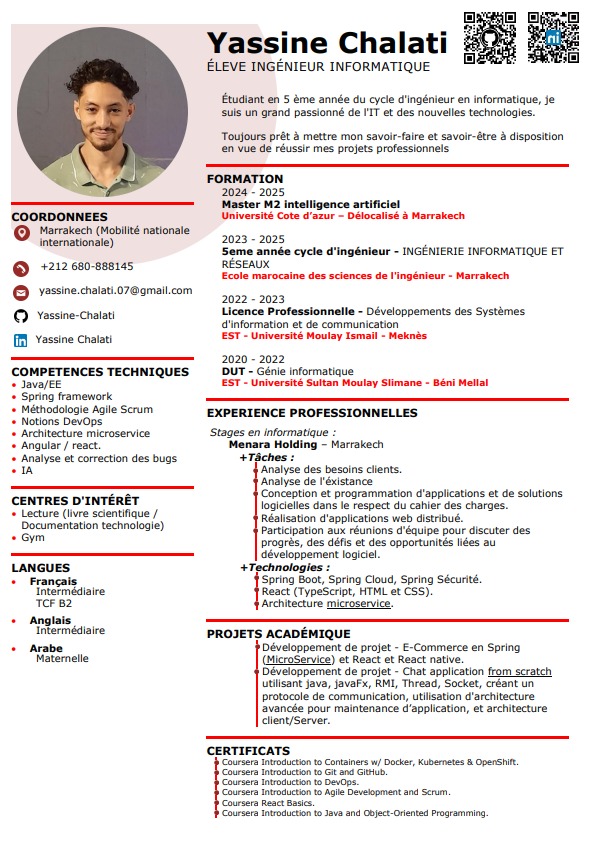 Yassine Chalati
ÉLEVE INGÉNIEUR INFORMATIQUE
Étudiant en 5 ème année du cycle d'ingénieur en informatique, je
suis un grand passionné de l'IT et des nouvelles technologies.
Toujours prêt à mettre mon savoir-faire et savoir-être à disposition
en vue de réussir mes projets professionnels
COORDONNEES
Marrakech (Mobilité nationale
internationale)
+212 680-888145
yassine.chalati.07@gmail.com
Yassine-Chalati
Yassine Chalati
COMPETENCES TECHNIQUES
• Java/EE
• Spring framework
• Méthodologie Agile Scrum
• Notions DevOps
• Architecture microservice
• Angular / react.
• Analyse et correction des bugs
• IA
CENTRES D'INTÉRÊT
• Lecture (livre scientifique /
Documentation technologie)
• Gym
LANGUES
• Français
Intermédiaire
TCF B2
• Anglais
Intermédiaire
• Arabe
Maternelle
FORMATION
2024 - 2025
Master M2 intelligence artificiel
Université Cote d’azur – Délocalisé à Marrakech
2023 - 2025
5eme année cycle d'ingénieur - INGÉNIERIE INFORMATIQUE ET
RÉSEAUX
Ecole marocaine des sciences de l'ingénieur - Marrakech
2022 - 2023
Licence Professionnelle - Développements des Systèmes
d'information et de communication
EST - Université Moulay Ismail - Meknès
2020 - 2022
DUT - Génie informatique
EST - Université Sultan Moulay Slimane - Béni Mellal
EXPERIENCE PROFESSIONNELLES
Stages en informatique :
Menara Holding – Marrakech
+Tâches :
Analyse des besoins clients.
Analyse de l'éxistance
Conception et programmation d'applications et de solutions
logicielles dans le respect du cahier des charges.
Réalisation d'applications web distribué.
Participation aux réunions d'équipe pour discuter des
progrès, des défis et des opportunités liées au
développement logiciel.
+Technologies :
Spring Boot, Spring Cloud, Spring Sécurité.
React (TypeScript, HTML et CSS).
Architecture microservice.
PROJETS ACADÉMIQUE
Développement de projet - E-Commerce en Spring
(MicroService) et React et React native.
Développement de projet - Chat application from scratch
utilisant java, javaFx, RMI, Thread, Socket, créant un
protocole de communication, utilisation d'architecture
avancée pour maintenance d’application, et architecture
client/Server.
CERTIFICATS
Coursera Introduction to Containers w/ Docker, Kubernetes & OpenShift.
Coursera Introduction to Git and GitHub.
Coursera Introduction to DevOps.
Coursera Introduction to Agile Development and Scrum.
Coursera React Basics.
Coursera Introduction to Java and Object-Oriented Programming.